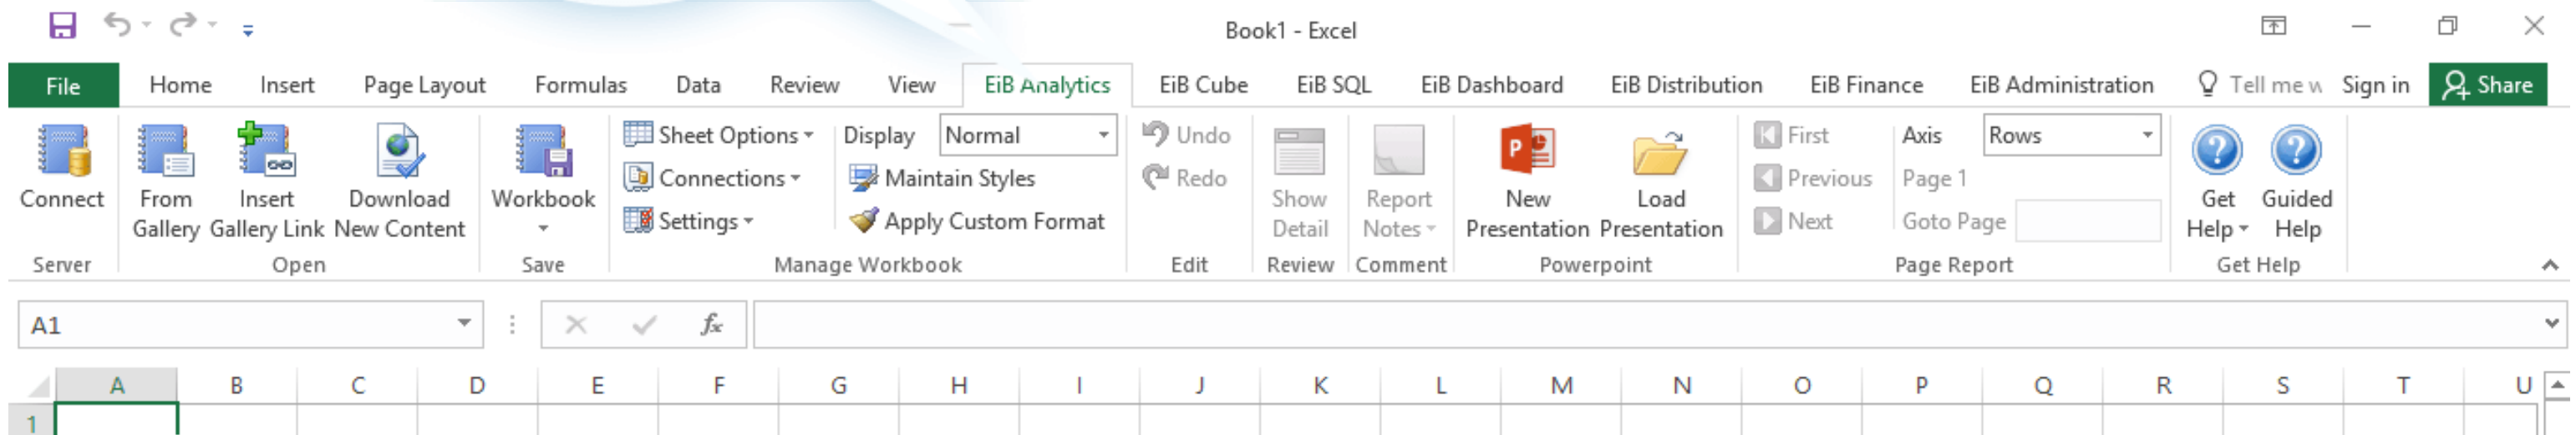 Book1 - Excel
File Home Insert Page Layout Formulas Data Review View EiB Analytics EiB Cube EiB SQL EiB Dashboard EiB Distribution EiB Finance EiB Administration Tell me w Sign in Share
Connect
From Gallery
Insert Gallery Link
Download New Content
Workbook
Sheet Options
Connections
Settings
Display Normal
Maintain Styles
Apply Custom Format
Undo
Redo
Show Detail
Report Notes
P
New Presentation
Load Presentation
First
Previous
Next
Axis Rows
Page 1
Goto Page
? ?
Get Help
Guided Help
Server Open Save Manage Workbook Edit Review Comment Powerpoint Page Report Get Help
A1 fx
A B C D E F G H I J K L M N O P Q R S T U
1